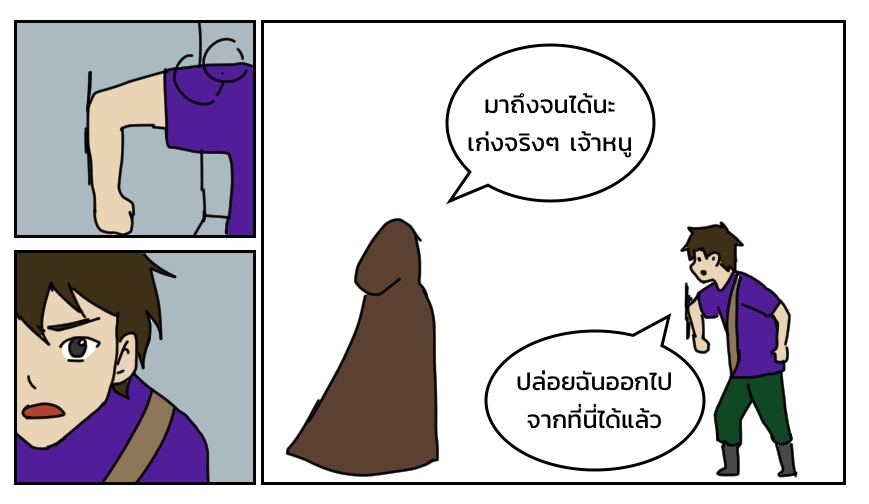 มาถึงจนได้นะ
เก่งจริงๆ เจ้าหนู
ปล่อยฉันออกไป
จากที่นี่ได้แล้ว